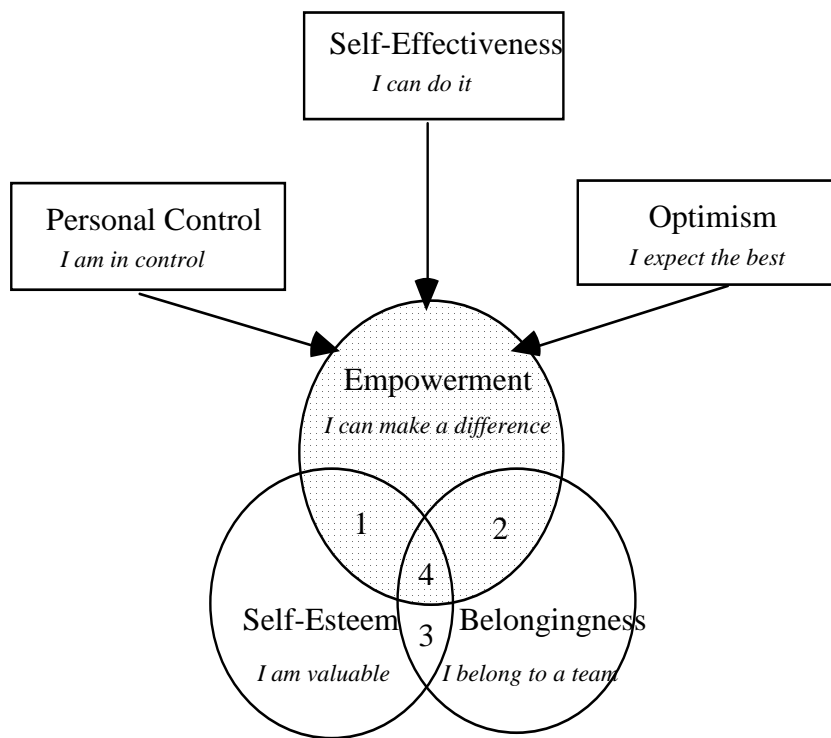 Self-Effectiveness
I can do it
Personal Control
I am in control
Optimism
I expect the best
Empowerment
I can make a difference
1
2
4
Self-Esteem
3
Belongingness
I am valuable
I belong to a team